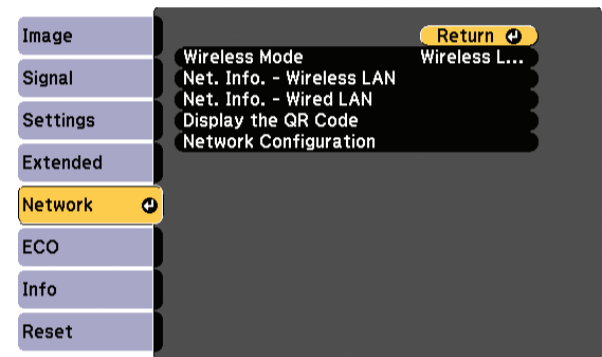 Image
Signal
Settings
Extended
Network
ECO
Info
Reset
Return
Wireless Mode Wireless L...
Net. Info. - Wireless LAN
Net. Info. - Wired LAN
Display the QR Code
Network Configuration